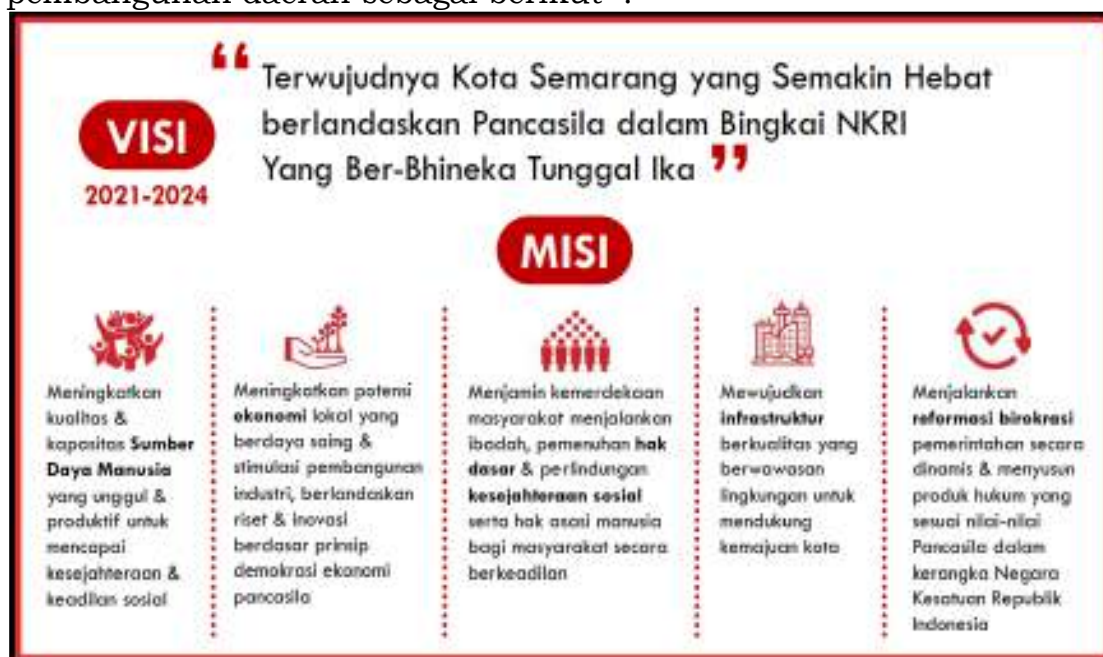 pembangunan daerah sebagai berikut :
“ Terwujudnya Kota Semarang yang Semakin Hebat
berlandaskan Pancasila dalam Bingkai NKRI
Yang Ber-Bhineka Tunggal Ika ”
VISI
2021-2024
MISI
Meningkatkan
kualitas &
kapasitas Sumber
Daya Manusia
yang unggul &
produktif untuk
mencapai
kesejahteraan &
keadilan sosial
Meningkatkan potensi
ekonomi lokal yang
berdaya saing &
stimulasi pembangunan
industri, berlandaskan
riset & inovasi
berdasar prinsip
demokrasi ekonomi
pancasila
Menjamin kemerdekaan
masyarakat menjalankan
ibadah, pemenuhan hak
dasar & perlindungan
kesejahteraan sosial
serta hak asasi manusia
bagi masyarakat secara
berkeadilan
Mewujudkan
infrastruktur
berkualitas yang
berwawasan
lingkungan untuk
mendukung
kemajuan kota
Menjalankan
reformasi birokrasi
pemerintahan secara
dinamis & menyusun
produk hukum yang
sesuai nilai-nilai
Pancasila dalam
kerangka Negara
Kesatuan Republik
Indonesia